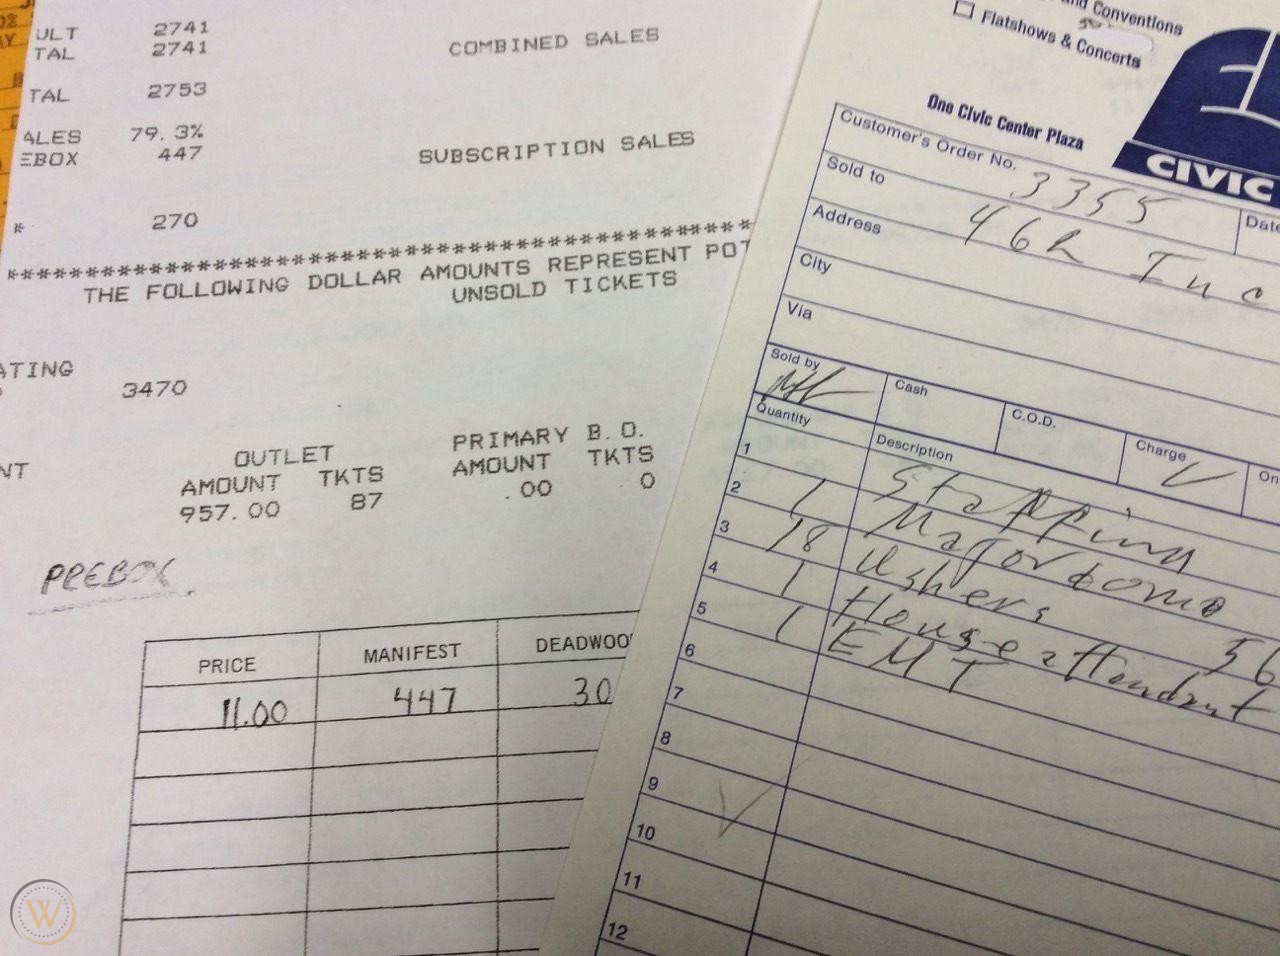 ULT 2741
TAL 2741
COMBINED SALES
TAL 2753
ALES 79.3%
EBOX 447
SUBSCRIPTION SALES
* 270
THE FOLLOWING DOLLAR AMOUNTS REPRESENT POT
UNSOLD TICKETS
ATING
3470
NT
OUTLET PRIMARY B.O.
AMOUNT TKTS AMOUNT TKTS
957.00 87 .00 0
PREBOX
PRICE MANIFEST DEADWOO
11.00 447 30
and Conventions
Flatshows & Concerts
One Civic Center Plaza
CIVIC
Customer's Order No. 3355 Date
Sold to 46R Inc
Address
City
Via
Sold by Cash C.O.D. Charge ✓ On
Quantity Description
1 Staffing
2 1 Majordomo
3 18 Ushers 56
4 1 House attendant
5 1 EMT
6
7
8
9
10
11
12
W